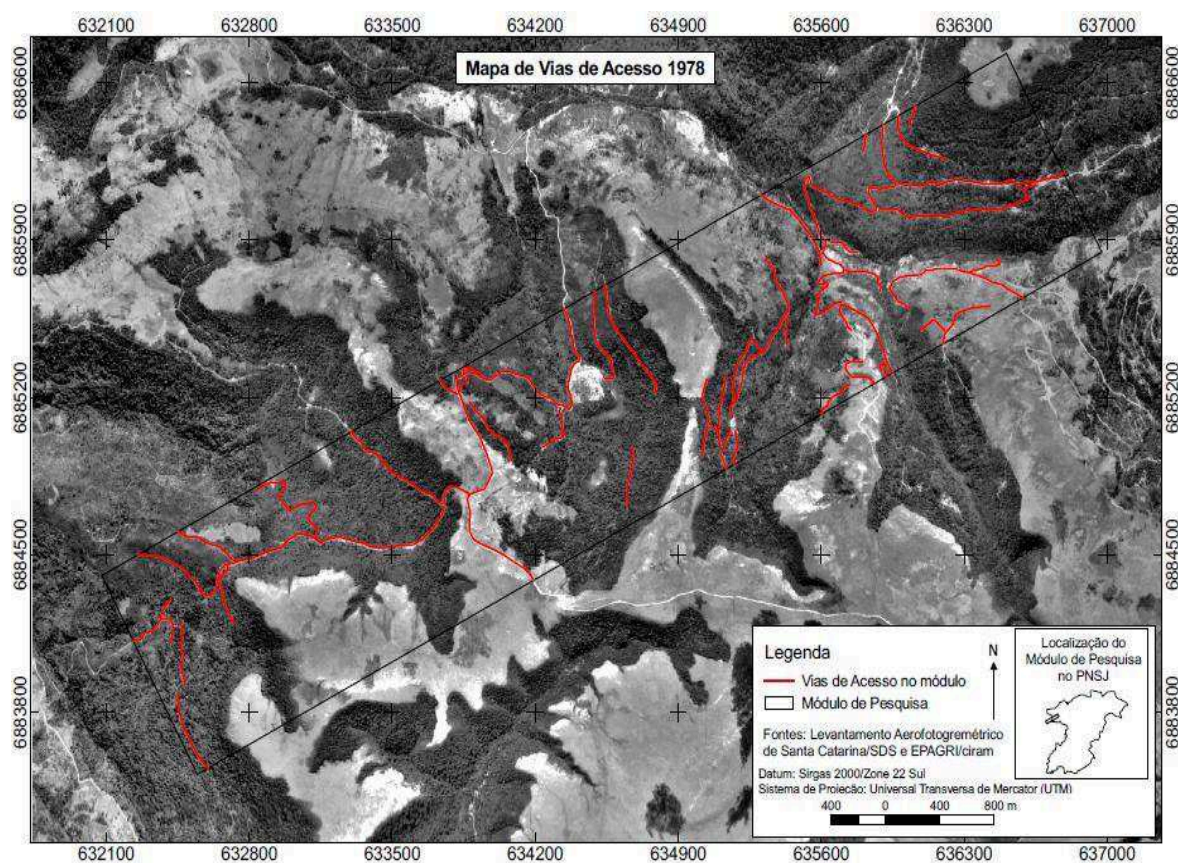 632100 632800 633500 634200 634900 635600 636300 637000
Mapa de Vias de Acesso 1978
6886600 6886600
6885900 6885900
6885200 6885200
6884500 6884500
6883800 6883800
Legenda
Vias de Acesso no módulo
Módulo de Pesquisa
N
Localização do
Módulo de Pesquisa
no PNSJ
Fontes: Levantamento Aerofotogremétrico
de Santa Catarina/SDS e EPAGRI/ciram
Datum: Sirgas 2000/Zone 22 Sul
Sistema de Projeção: Universal Transversa de Mercator (UTM)
400 0 400 800 m
632100 632800 633500 634200 634900 635600 636300 637000